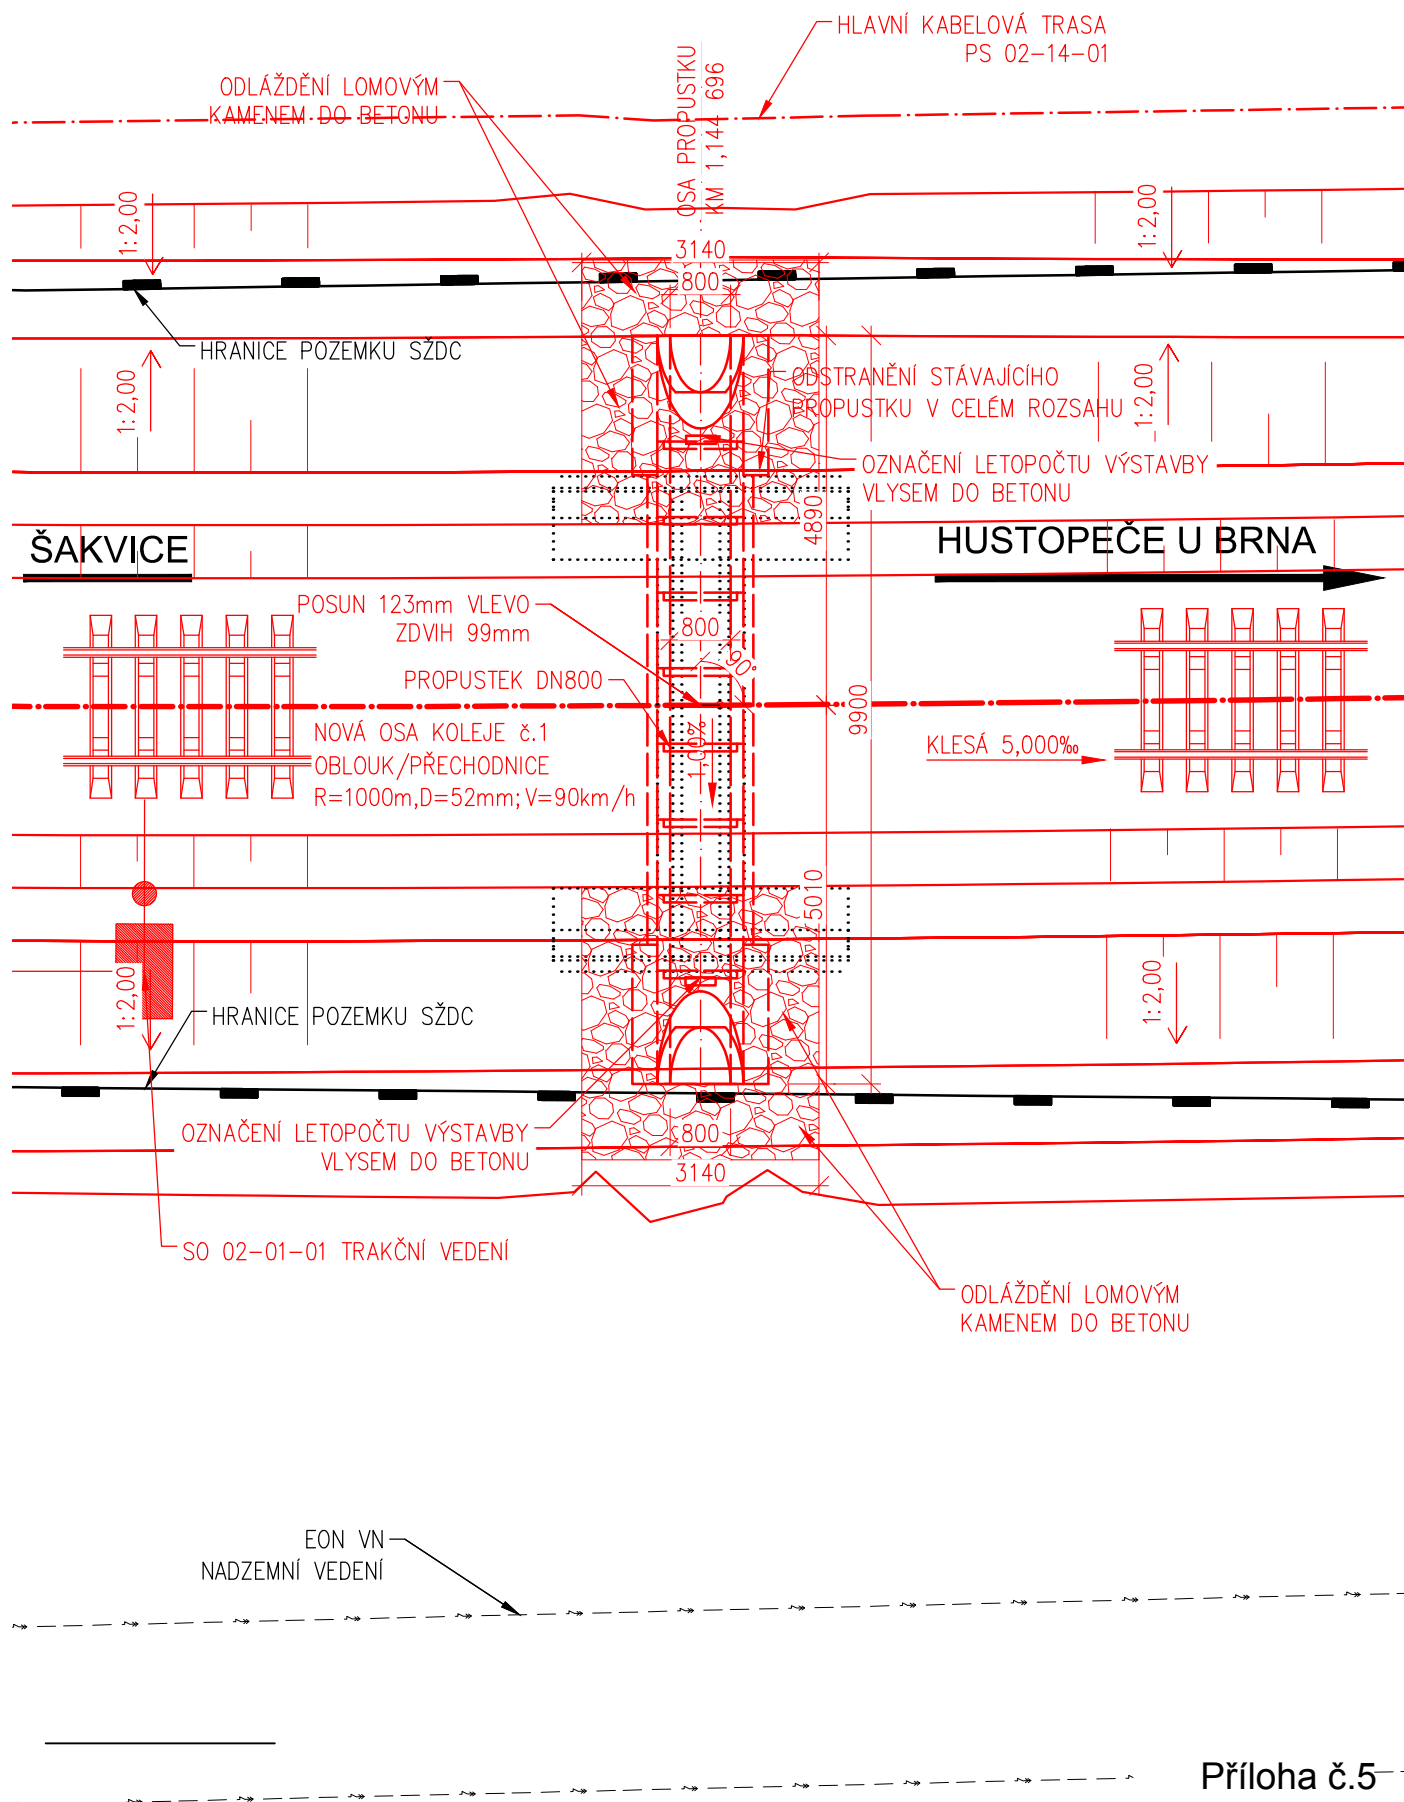 HLAVNÍ KABELOVÁ TRASA
PS 02-14-01
ODLÁŽDĚNÍ LOMOVÝM
KAMENEM DO BETONU
OSA PROPUSTKU
KM 1,144 696
1:2,00
1:2,00
3140
800
HRANICE POZEMKU SŽDC
1:2,00
1:2,00
ODSTRANĚNÍ STÁVAJÍCÍHO
PROPUSTKU V CELÉM ROZSAHU
OZNAČENÍ LETOPOČTU VÝSTAVBY
VLYSEM DO BETONU
4890
ŠAKVICE
HUSTOPEČE U BRNA
POSUN 123mm VLEVO
ZDVIH 99mm
800
90°
PROPUSTEK DN800
9900
NOVÁ OSA KOLEJE č.1
OBLOUK/PŘECHODNICE
R=1000m,D=52mm; V=90km/h
1,00%
KLESÁ 5,000‰
5010
1:2,00
1:2,00
HRANICE POZEMKU SŽDC
OZNAČENÍ LETOPOČTU VÝSTAVBY
VLYSEM DO BETONU
800
3140
SO 02-01-01 TRAKČNÍ VEDENÍ
ODLÁŽDĚNÍ LOMOVÝM
KAMENEM DO BETONU
EON VN
NADZEMNÍ VEDENÍ
Příloha č.5